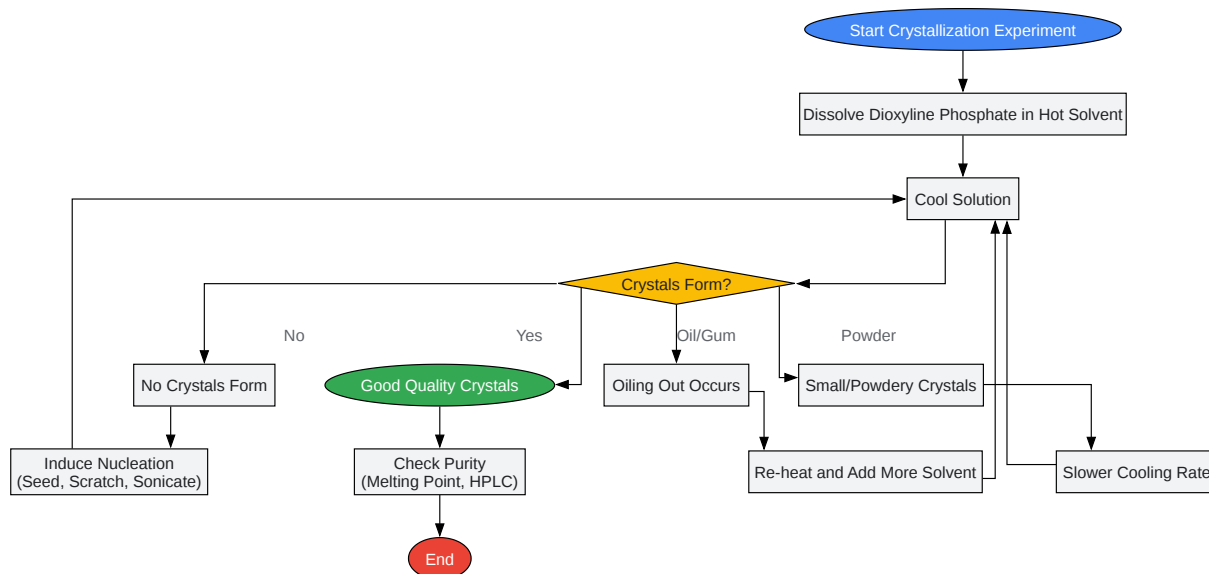 Start Crystallization Experiment
Dissolve Dioxyline Phosphate in Hot Solvent
Cool Solution
Crystals Form?
No
Yes
Oil/Gum
Powder
No Crystals Form
Good Quality Crystals
Oiling Out Occurs
Small/Powdery Crystals
Induce Nucleation
(Seed, Scratch, Sonicate)
Check Purity
(Melting Point, HPLC)
Re-heat and Add More Solvent
Slower Cooling Rate
End